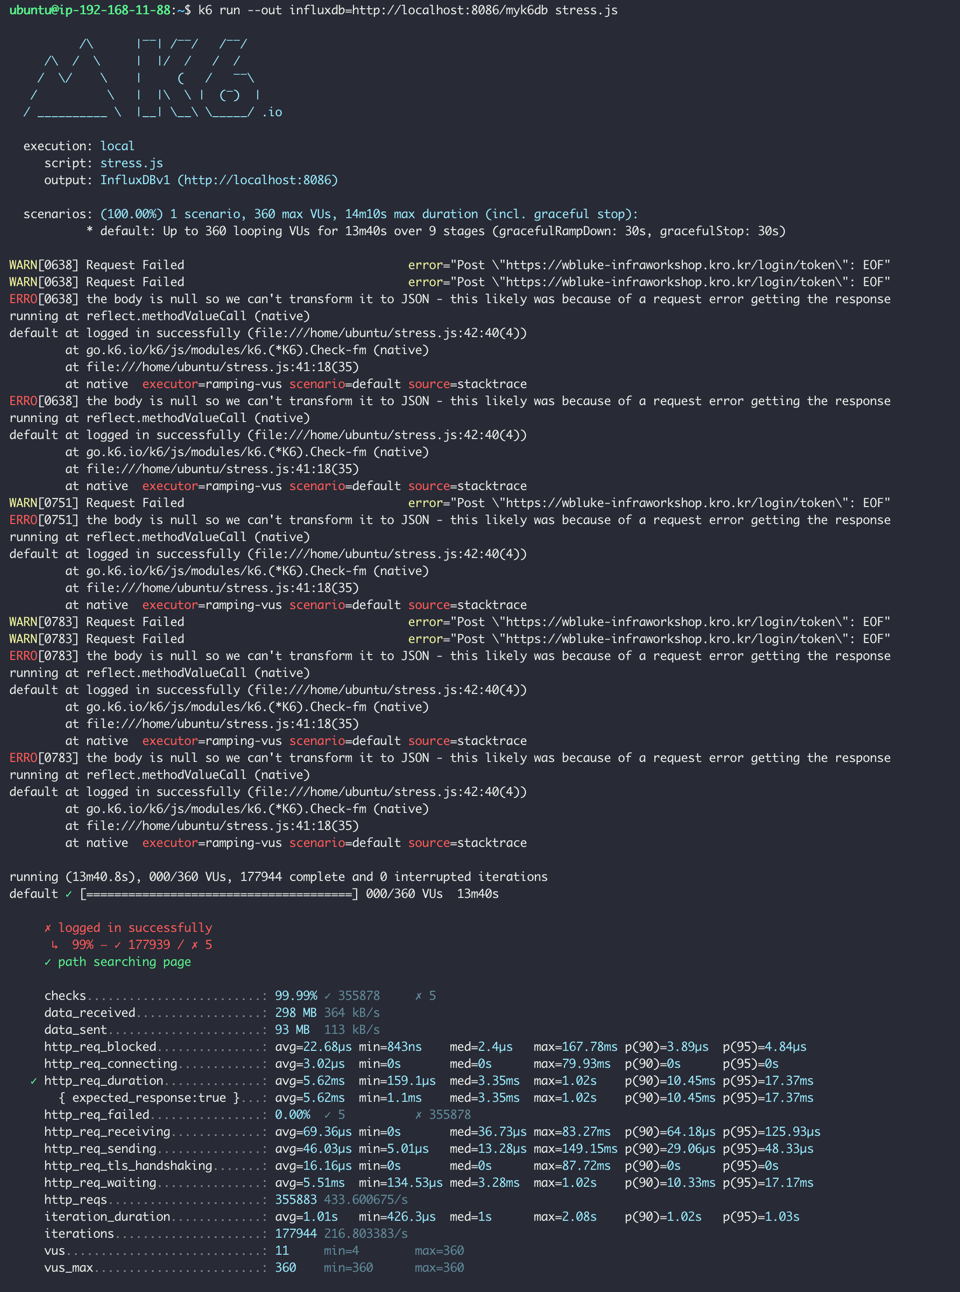 ubuntu@ip-192-168-11-88:~$ k6 run --out influxdb=http://localhost:8086/myk6db stress.js
          /\      |‾‾| /‾‾/   /‾‾/
     /\  /  \     |  |/  /   /  /
    /  \/    \    |     (   /   ‾‾\
   /          \   |  |\  \ |  (‾)  |
  / __________ \  |__| \__\ \_____/ .io
  execution: local
     script: stress.js
     output: InfluxDBv1 (http://localhost:8086)
  scenarios: (100.00%) 1 scenario, 360 max VUs, 14m10s max duration (incl. graceful stop):
           * default: Up to 360 looping VUs for 13m40s over 9 stages (gracefulRampDown: 30s, gracefulStop: 30s)
WARN[0638] Request Failed                                error="Post \"https://wbluke-infraworkshop.kro.kr/login/token\": EOF"
WARN[0638] Request Failed                                error="Post \"https://wbluke-infraworkshop.kro.kr/login/token\": EOF"
ERRO[0638] the body is null so we can't transform it to JSON - this likely was because of a request error getting the response
running at reflect.methodValueCall (native)
default at logged in successfully (file:///home/ubuntu/stress.js:42:40(4))
        at go.k6.io/k6/js/modules/k6.(*K6).Check-fm (native)
        at file:///home/ubuntu/stress.js:41:18(35)
        at native  executor=ramping-vus scenario=default source=stacktrace
ERRO[0638] the body is null so we can't transform it to JSON - this likely was because of a request error getting the response
running at reflect.methodValueCall (native)
default at logged in successfully (file:///home/ubuntu/stress.js:42:40(4))
        at go.k6.io/k6/js/modules/k6.(*K6).Check-fm (native)
        at file:///home/ubuntu/stress.js:41:18(35)
        at native  executor=ramping-vus scenario=default source=stacktrace
WARN[0751] Request Failed                                error="Post \"https://wbluke-infraworkshop.kro.kr/login/token\": EOF"
ERRO[0751] the body is null so we can't transform it to JSON - this likely was because of a request error getting the response
running at reflect.methodValueCall (native)
default at logged in successfully (file:///home/ubuntu/stress.js:42:40(4))
        at go.k6.io/k6/js/modules/k6.(*K6).Check-fm (native)
        at file:///home/ubuntu/stress.js:41:18(35)
        at native  executor=ramping-vus scenario=default source=stacktrace
WARN[0783] Request Failed                                error="Post \"https://wbluke-infraworkshop.kro.kr/login/token\": EOF"
WARN[0783] Request Failed                                error="Post \"https://wbluke-infraworkshop.kro.kr/login/token\": EOF"
ERRO[0783] the body is null so we can't transform it to JSON - this likely was because of a request error getting the response
running at reflect.methodValueCall (native)
default at logged in successfully (file:///home/ubuntu/stress.js:42:40(4))
        at go.k6.io/k6/js/modules/k6.(*K6).Check-fm (native)
        at file:///home/ubuntu/stress.js:41:18(35)
        at native  executor=ramping-vus scenario=default source=stacktrace
ERRO[0783] the body is null so we can't transform it to JSON - this likely was because of a request error getting the response
running at reflect.methodValueCall (native)
default at logged in successfully (file:///home/ubuntu/stress.js:42:40(4))
        at go.k6.io/k6/js/modules/k6.(*K6).Check-fm (native)
        at file:///home/ubuntu/stress.js:41:18(35)
        at native  executor=ramping-vus scenario=default source=stacktrace
running (13m40.8s), 000/360 VUs, 177944 complete and 0 interrupted iterations
default ✓ [======================================] 000/360 VUs  13m40s
     ✗ logged in successfully
      ↳  99% — ✓ 177939 / ✗ 5
     ✓ path searching page
     checks.........................: 99.99% ✓ 355878     ✗ 5
     data_received..................: 298 MB 364 kB/s
     data_sent......................: 93 MB  113 kB/s
     http_req_blocked...............: avg=22.68µs min=843ns    med=2.4µs   max=167.78ms p(90)=3.89µs  p(95)=4.84µs
     http_req_connecting............: avg=3.02µs  min=0s       med=0s      max=79.93ms  p(90)=0s      p(95)=0s
   ✓ http_req_duration..............: avg=5.62ms  min=159.1µs  med=3.35ms  max=1.02s    p(90)=10.45ms p(95)=17.37ms
       { expected_response:true }...: avg=5.62ms  min=1.1ms    med=3.35ms  max=1.02s    p(90)=10.45ms p(95)=17.37ms
     http_req_failed................: 0.00%  ✓ 5          ✗ 355878
     http_req_receiving.............: avg=69.36µs min=0s       med=36.73µs max=83.27ms  p(90)=64.18µs p(95)=125.93µs
     http_req_sending...............: avg=46.03µs min=5.01µs   med=13.28µs max=149.15ms p(90)=29.06µs p(95)=48.33µs
     http_req_tls_handshaking.......: avg=16.16µs min=0s       med=0s      max=87.72ms  p(90)=0s      p(95)=0s
     http_req_waiting...............: avg=5.51ms  min=134.53µs med=3.28ms  max=1.02s    p(90)=10.33ms p(95)=17.17ms
     http_reqs......................: 355883 433.600675/s
     iteration_duration.............: avg=1.01s   min=426.3µs  med=1s      max=2.08s    p(90)=1.02s   p(95)=1.03s
     iterations.....................: 177944 216.803383/s
     vus............................: 11     min=4        max=360
     vus_max........................: 360    min=360      max=360